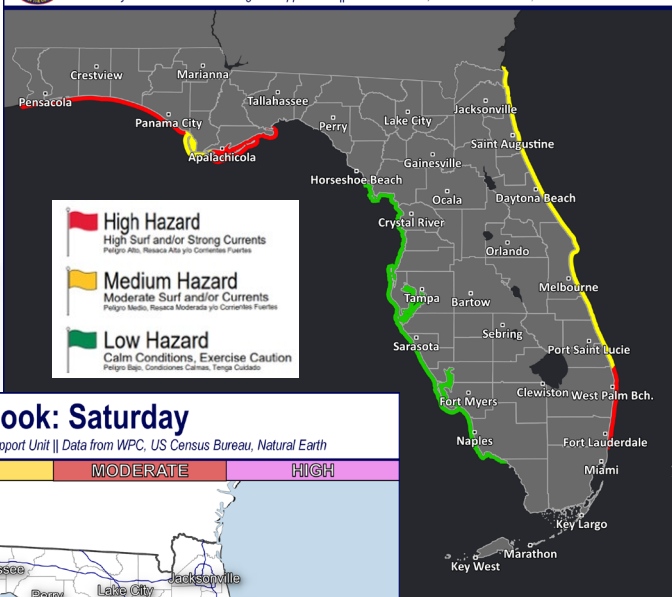 Crestview
Marianna
Pensacola
Tallahassee
Panama City
Perry
Lake City
Jacksonville
Apalachicola
Saint Augustine
Gainesville
Horseshoe Beach
Ocala
Daytona Beach
Crystal River
Orlando
Tampa
Bartow
Melbourne
Sebring
Sarasota
Port Saint Lucie
Fort Myers
Clewiston
West Palm Bch.
Naples
Fort Lauderdale
Miami
Key Largo
Marathon
Key West
High Hazard
High Surf and/or Strong Currents
Peligro Alto, Resaca Alta y/o Corrientes Fuertes
Medium Hazard
Moderate Surf and/or Currents
Peligro Medio, Resaca Moderada y/o Corrientes Fuertes
Low Hazard
Calm Conditions, Exercise Caution
Peligro Bajo, Condiciones Calmas, Tenga Cuidado
ook: Saturday
pport Unit || Data from WPC, US Census Bureau, Natural Earth
MODERATE
HIGH
ssee
Perry
Lake City
Jacksonville